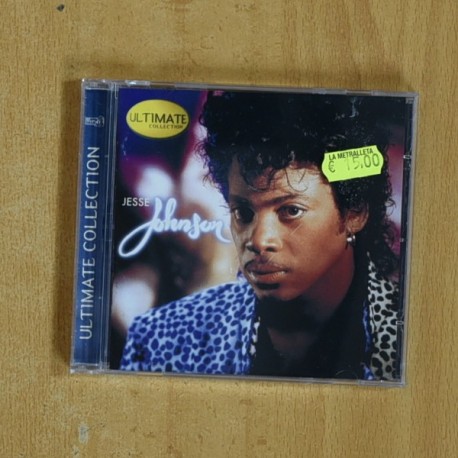 ULTIMATE COLLECTION
ULTIMATE
COLLECTION
JESSE
Johnson
LA METRALLETA
€ 15.00